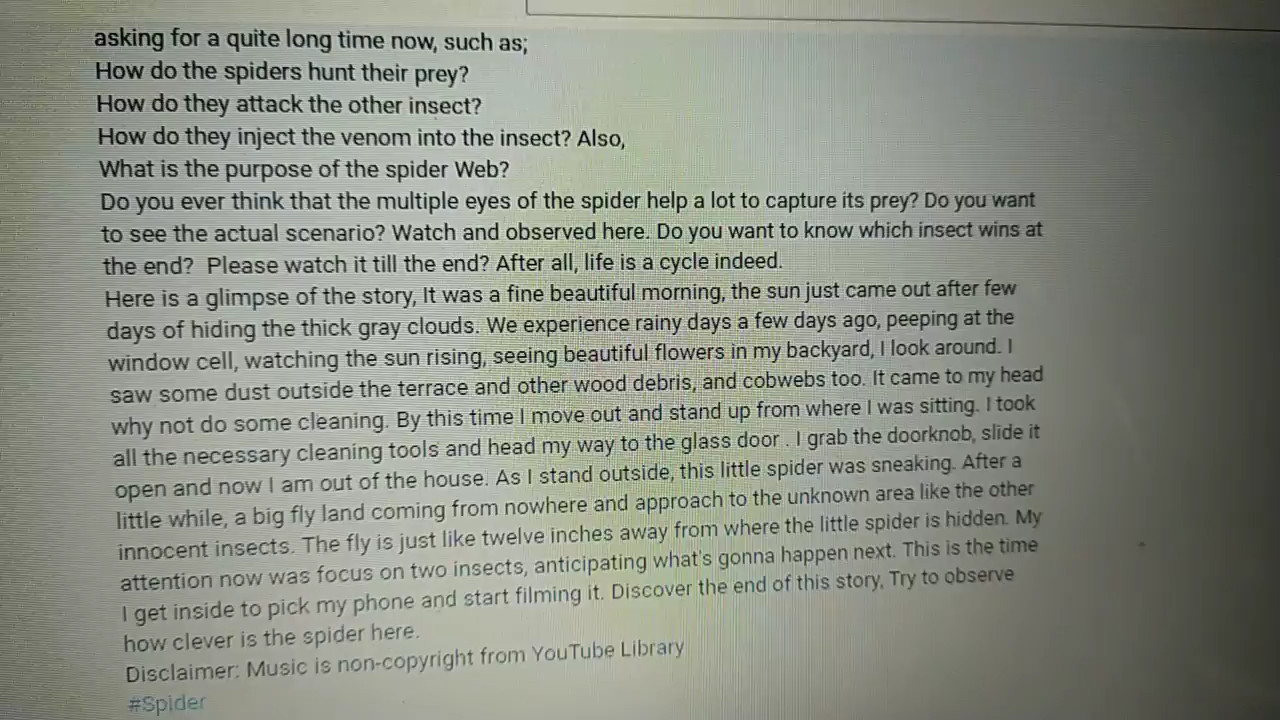 asking for a quite long time now, such as;
How do the spiders hunt their prey?
How do they attack the other insect?
How do they inject the venom into the insect? Also,
What is the purpose of the spider Web?
Do you ever think that the multiple eyes of the spider help a lot to capture its prey? Do you want
to see the actual scenario? Watch and observed here. Do you want to know which insect wins at
the end?  Please watch it till the end? After all, life is a cycle indeed.
Here is a glimpse of the story, It was a fine beautiful morning, the sun just came out after few
days of hiding the thick gray clouds. We experience rainy days a few days ago, peeping at the
window cell, watching the sun rising, seeing beautiful flowers in my backyard, I look around. I
saw some dust outside the terrace and other wood debris, and cobwebs too. It came to my head
why not do some cleaning. By this time I move out and stand up from where I was sitting. I took
all the necessary cleaning tools and head my way to the glass door . I grab the doorknob, slide it
open and now I am out of the house. As I stand outside, this little spider was sneaking. After a
little while, a big fly land coming from nowhere and approach to the unknown area like the other
innocent insects. The fly is just like twelve inches away from where the little spider is hidden. My
attention now was focus on two insects, anticipating what's gonna happen next. This is the time
I get inside to pick my phone and start filming it. Discover the end of this story, Try to observe
how clever is the spider here.
Disclaimer: Music is non-copyright from YouTube Library
#Spider